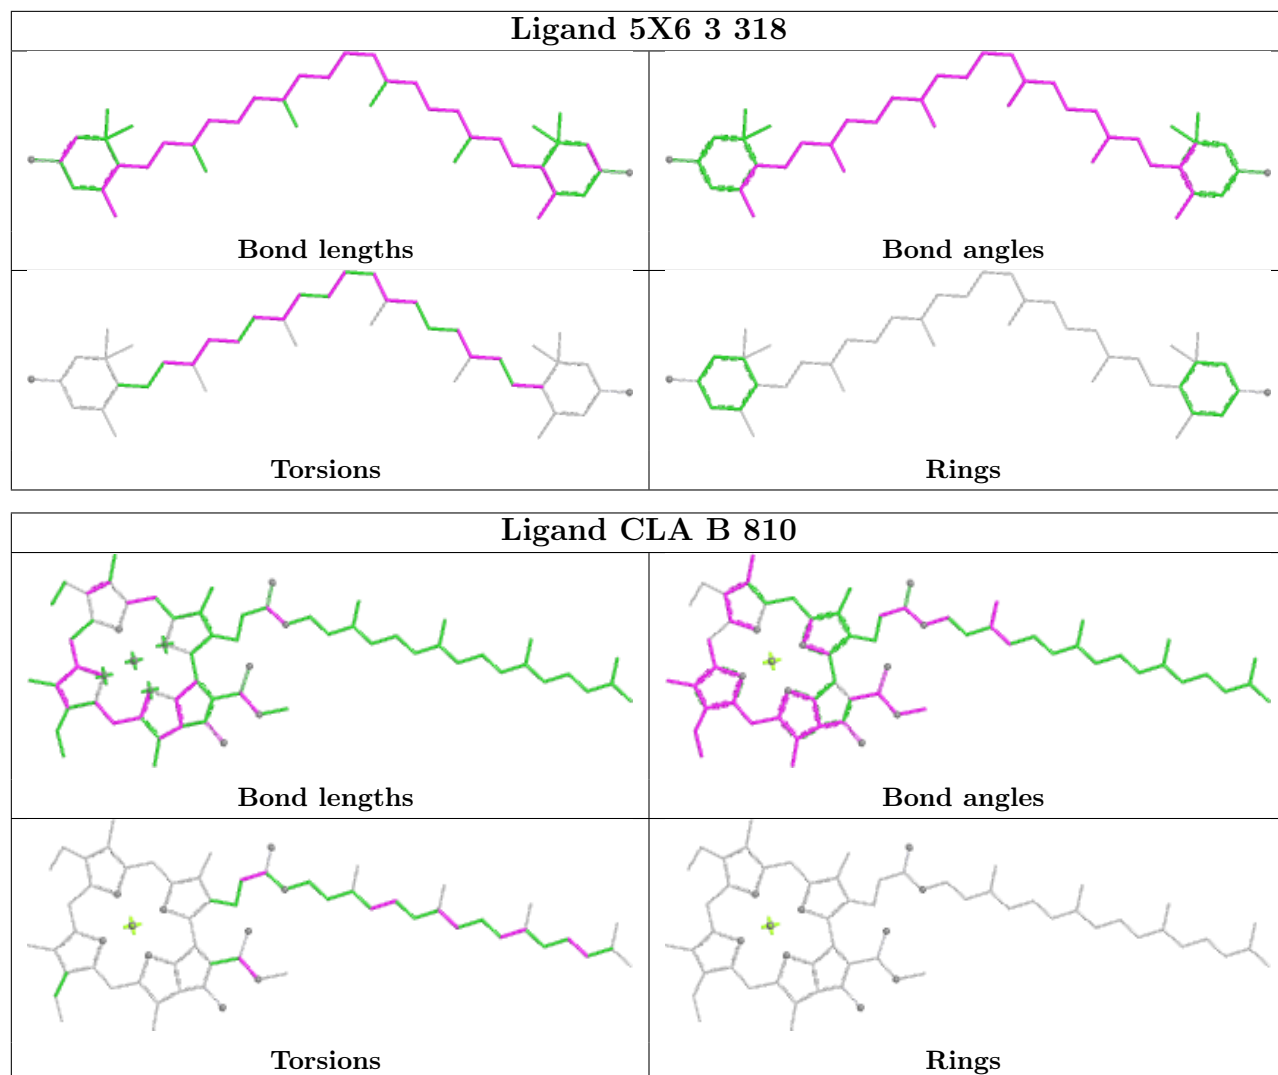 Ligand 5X6 3 318
Bond lengths
Bond angles
Torsions
Rings
Ligand CLA B 810
Bond lengths
Bond angles
Torsions
Rings